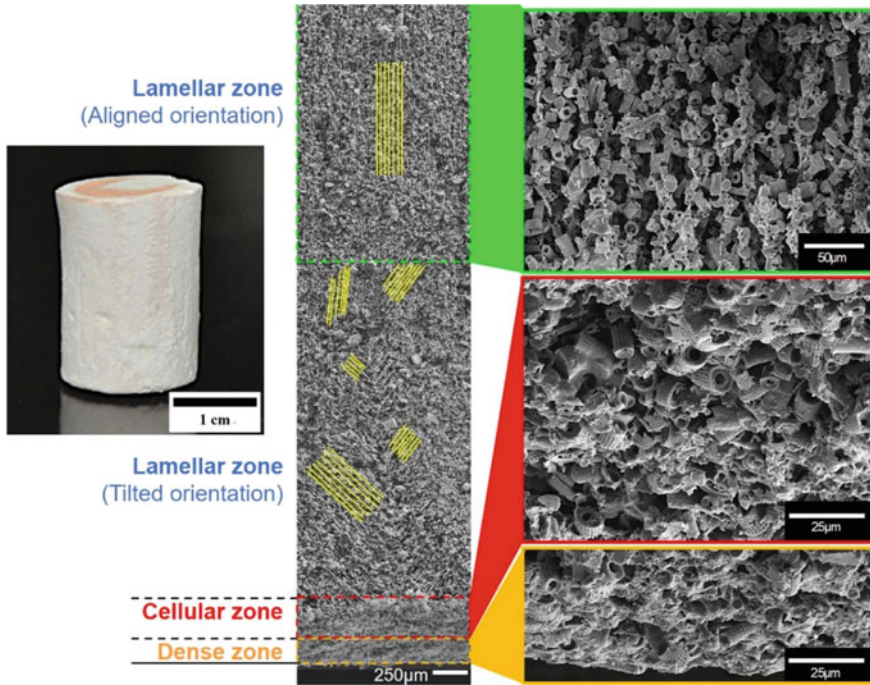 Lamellar zone
(Aligned orientation)
1 cm
Lamellar zone
(Tilted orientation)
Cellular zone
Dense zone
250µm
50µm
25µm
25µm